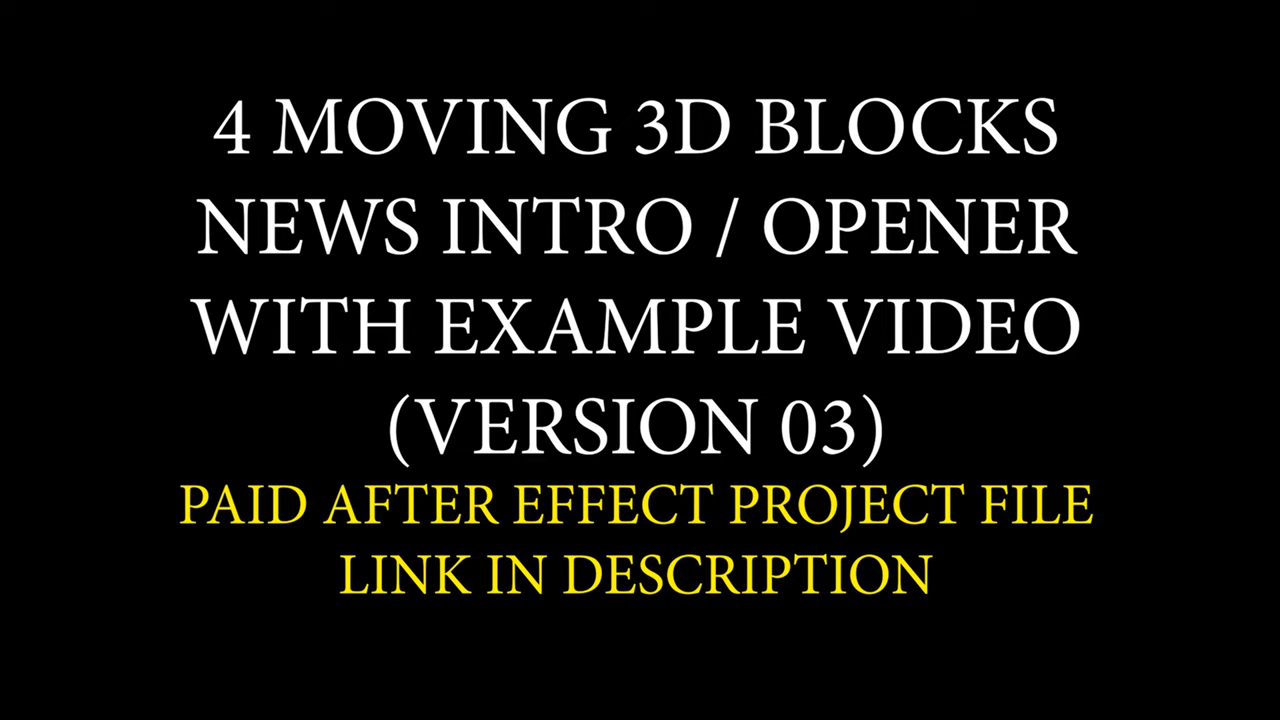 4 MOVING 3D BLOCKS
NEWS INTRO / OPENER
WITH EXAMPLE VIDEO
(VERSION 03)
PAID AFTER EFFECT PROJECT FILE
LINK IN DESCRIPTION